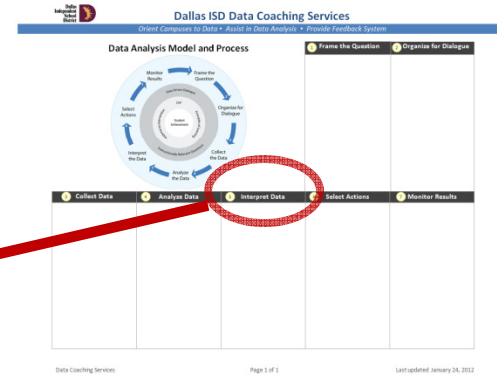 Dallas
Independent
School
District
Dallas ISD Data Coaching Services
Orient Campuses to Data • Assist in Data Analysis • Provide Feedback System
Data Analysis Model and Process
Monitor
Results
Frame the
Question
Select
Actions
Organize for
Dialogue
Student
Achievement
Interpret
the Data
Collect
the Data
Analyze
the Data
1 Frame the Question
2 Organize for Dialogue
3 Collect Data
4 Analyze Data
5 Interpret Data
Select Actions
7 Monitor Results
Data Coaching Services
Page 1 of 1
Last updated January 24, 2012